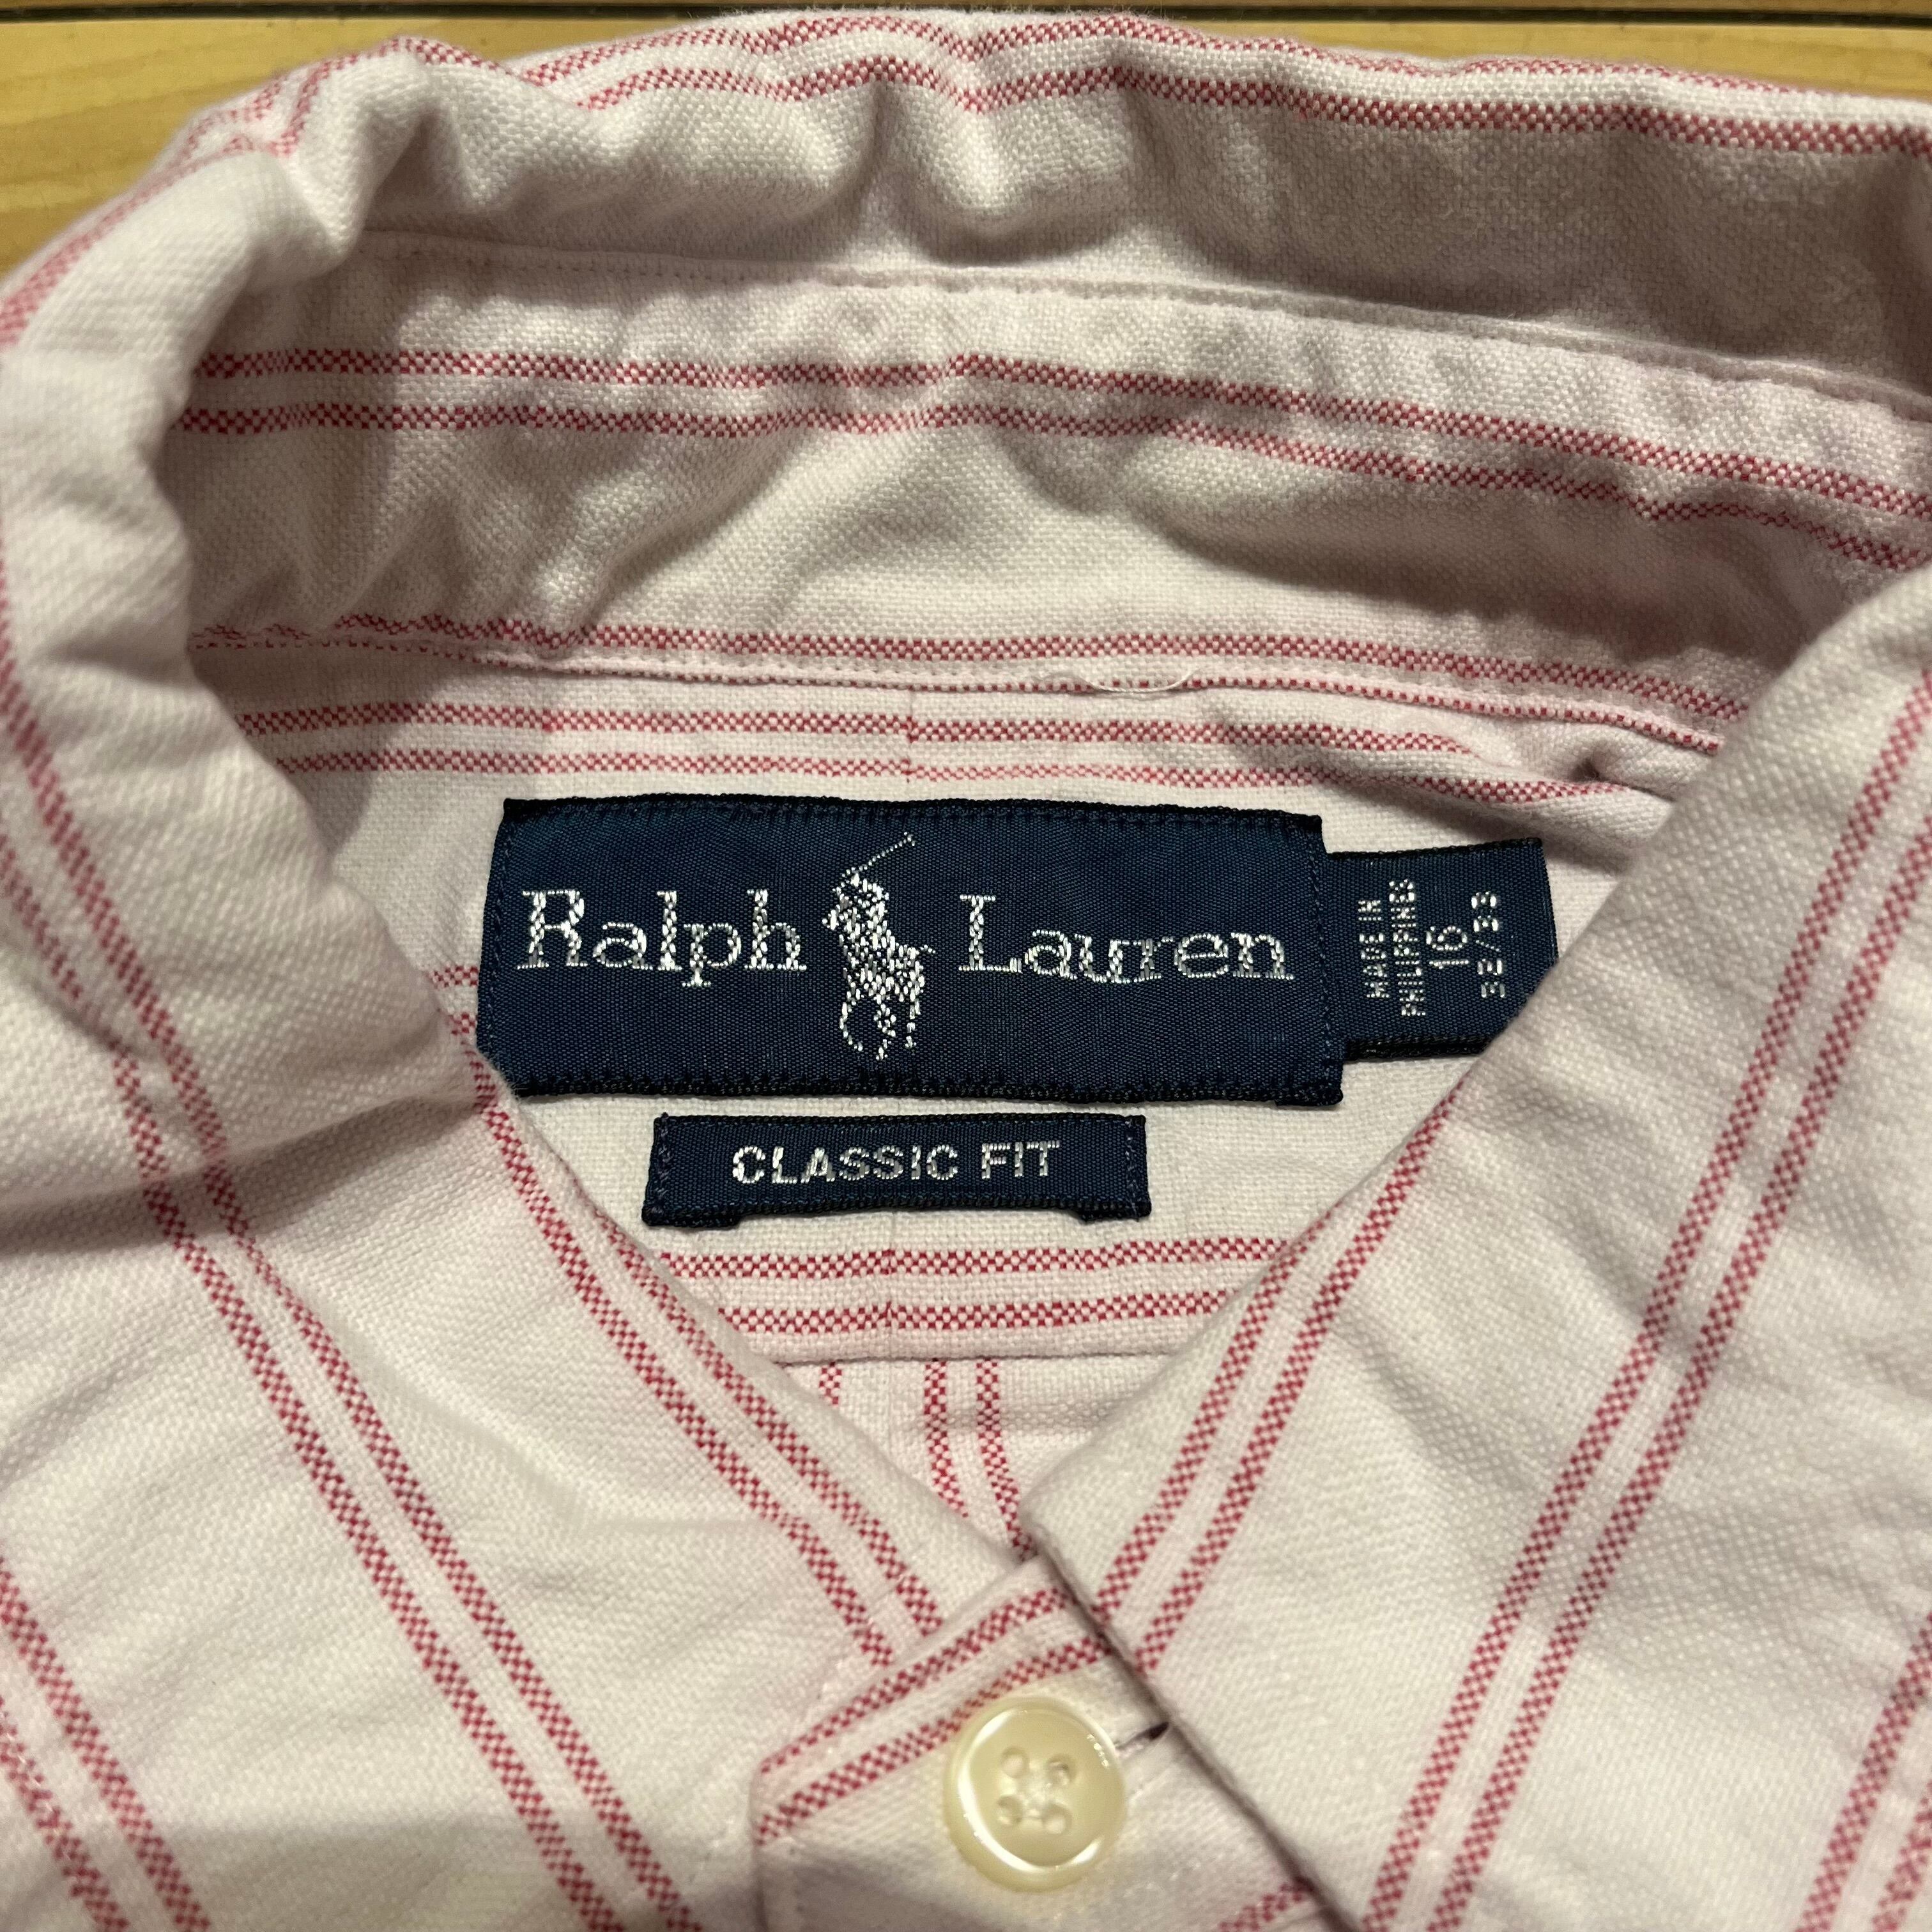 Ralph Lauren
MADE IN
PHILIPPINES
16
32/33
CLASSIC FIT